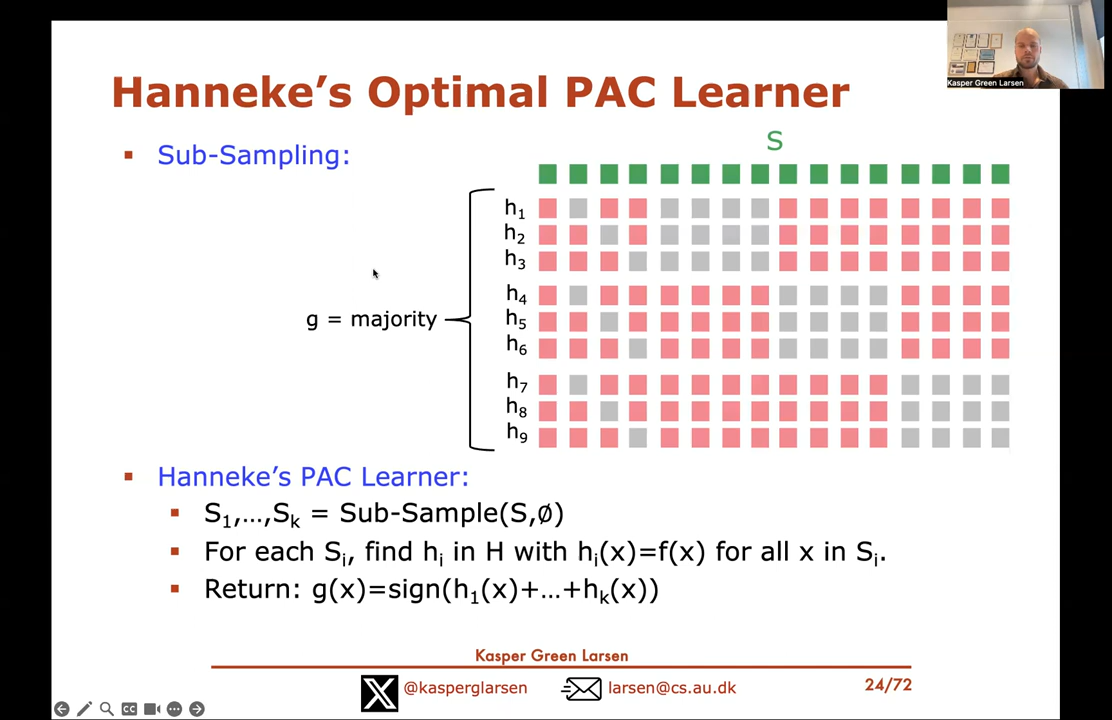 Hanneke's Optimal PAC Learner
Kasper Green Larsen
▪ Sub-Sampling:
S
h₁
h₂
h₃
h₄
h₅
h₆
h₇
h₈
h₉
g = majority
▪ Hanneke's PAC Learner:
▪ S₁,…,Sₖ = Sub-Sample(S,∅)
▪ For each Sᵢ, find hᵢ in H with hᵢ(x)=f(x) for all x in Sᵢ.
▪ Return: g(x)=sign(h₁(x)+…+hₖ(x))
Kasper Green Larsen
@kasperglarsen larsen@cs.au.dk 24/72
CC